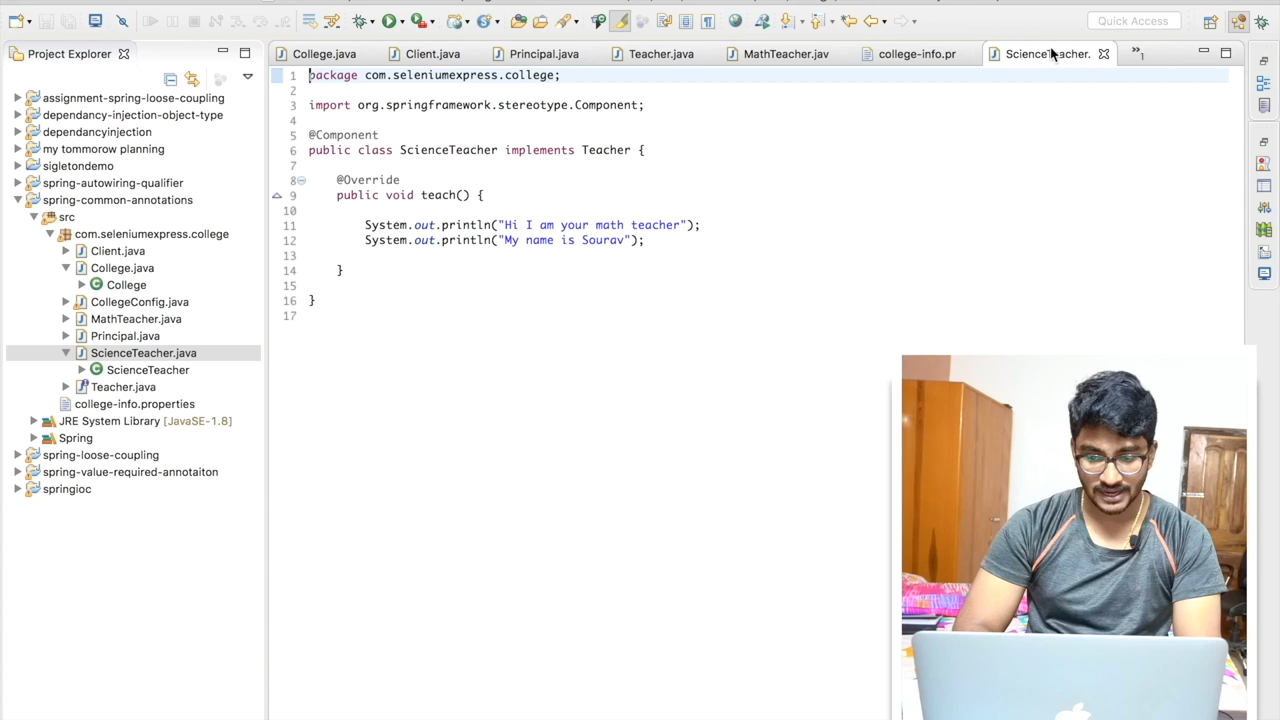 Quick Access
Project Explorer
College.java
Client.java
Principal.java
Teacher.java
MathTeacher.jav
college-info.pr
ScienceTeacher.
»1
assignment-spring-loose-coupling
dependancy-injection-object-type
dependancyinjection
my tommorow planning
sigletondemo
spring-autowiring-qualifier
spring-common-annotations
src
com.seleniumexpress.college
Client.java
College.java
College
CollegeConfig.java
MathTeacher.java
Principal.java
ScienceTeacher.java
ScienceTeacher
Teacher.java
college-info.properties
JRE System Library [JavaSE-1.8]
Spring
spring-loose-coupling
spring-value-required-annotaiton
springioc
1 package com.seleniumexpress.college;
2
3 import org.springframework.stereotype.Component;
4
5 @Component
6 public class ScienceTeacher implements Teacher {
7
8 @Override
9 public void teach() {
10
11 System.out.println("Hi I am your math teacher");
12 System.out.println("My name is Sourav");
13
14 }
15
16 }
17